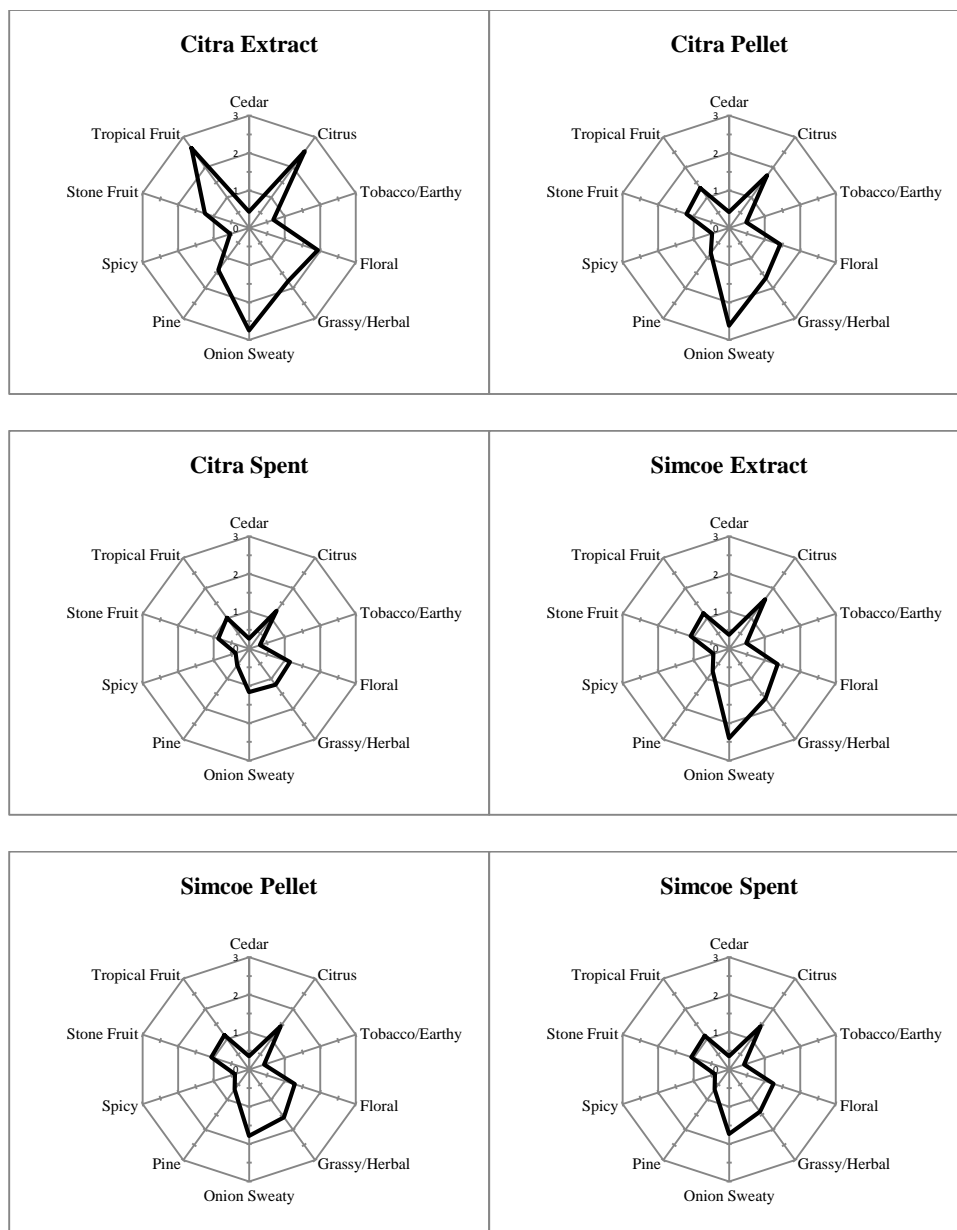 Citra Extract
Cedar
Citrus
Tobacco/Earthy
Floral
Grassy/Herbal
Onion Sweaty
Pine
Spicy
Stone Fruit
Tropical Fruit
3
2
1
0
Citra Pellet
Cedar
Citrus
Tobacco/Earthy
Floral
Grassy/Herbal
Onion Sweaty
Pine
Spicy
Stone Fruit
Tropical Fruit
3
2
1
0
Citra Spent
Cedar
Citrus
Tobacco/Earthy
Floral
Grassy/Herbal
Onion Sweaty
Pine
Spicy
Stone Fruit
Tropical Fruit
3
2
1
0
Simcoe Extract
Cedar
Citrus
Tobacco/Earthy
Floral
Grassy/Herbal
Onion Sweaty
Pine
Spicy
Stone Fruit
Tropical Fruit
3
2
1
0
Simcoe Pellet
Cedar
Citrus
Tobacco/Earthy
Floral
Grassy/Herbal
Onion Sweaty
Pine
Spicy
Stone Fruit
Tropical Fruit
3
2
1
0
Simcoe Spent
Cedar
Citrus
Tobacco/Earthy
Floral
Grassy/Herbal
Onion Sweaty
Pine
Spicy
Stone Fruit
Tropical Fruit
3
2
1
0